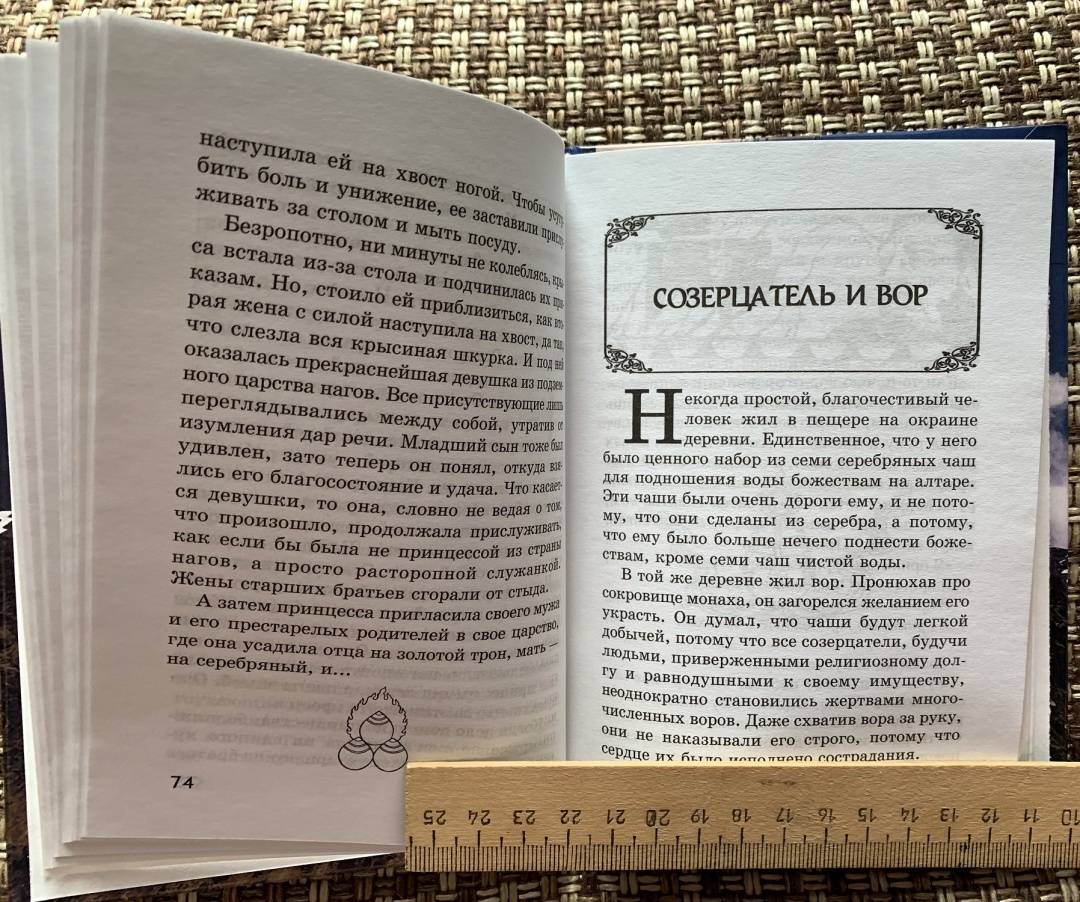 наступила ей на хвост ногой. Чтобы усугу-
бить боль и унижение, ее заставили прислу-
живать за столом и мыть посуду.
Безропотно, ни минуты не колеблясь, кры-
са встала из-за стола и подчинилась их при-
казам. Но, стоило ей приблизиться, как вто-
рая жена с силой наступила на хвост, да так,
что слезла вся крысиная шкурка. И под ней
оказалась прекраснейшая девушка из подзем-
ного царства нагов. Все присутствующие лишь
переглядывались между собой, утратив от
изумления дар речи. Младший сын тоже был
удивлен, зато теперь он понял, откуда взя-
лись его благосостояние и удача. Что касает-
ся девушки, то она, словно не ведая о том,
что произошло, продолжала прислуживать,
как если бы была не принцессой из страны
нагов, а просто расторопной служанкой.
Жены старших братьев сгорали от стыда.
А затем принцесса пригласила своего мужа
и его престарелых родителей в свое царство,
где она усадила отца на золотой трон, мать —
на серебряный, и...
74
СОЗЕРЦАТЕЛЬ И ВОР
Некогда простой, благочестивый че-
ловек жил в пещере на окраине
деревни. Единственное, что у него
было ценного набор из семи серебряных чаш
для подношения воды божествам на алтаре.
Эти чаши были очень дороги ему, и не пото-
му, что они сделаны из серебра, а потому,
что ему было больше нечего поднести боже-
ствам, кроме семи чаш чистой воды.
В той же деревне жил вор. Пронюхав про
сокровище монаха, он загорелся желанием его
украсть. Он думал, что чаши будут легкой
добычей, потому что все созерцатели, будучи
людьми, приверженными религиозному дол-
гу и равнодушными к своему имуществу,
неоднократно становились жертвами много-
численных воров. Даже схватив вора за руку,
они не наказывали его строго, потому что
сердце их было исполнено сострадания.
25 24 23 22 21 20 19 18 17 16 15 14 13 12 11 10